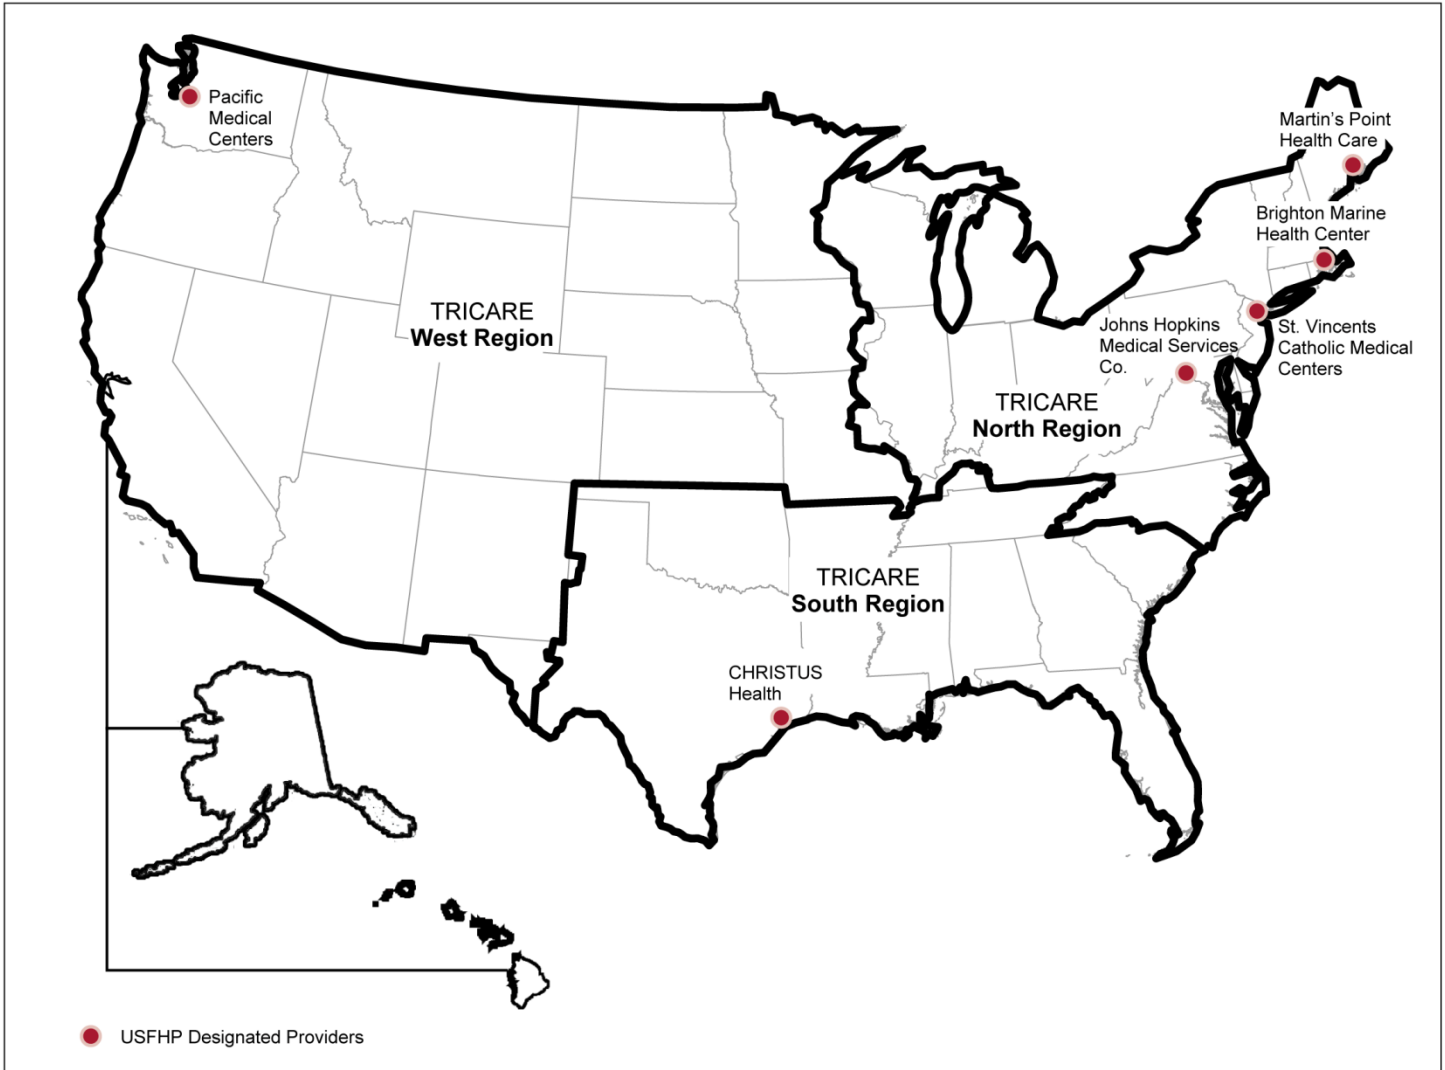 Pacific
Medical
Centers
Martin's Point
Health Care
Brighton Marine
Health Center
TRICARE
West Region
Johns Hopkins
Medical Services
Co.
St. Vincents
Catholic Medical
Centers
TRICARE
North Region
TRICARE
South Region
CHRISTUS
Health
USFHP Designated Providers